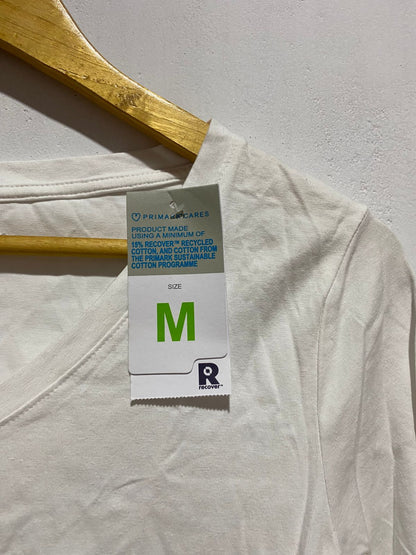 PRIMARK CARES
PRODUCT MADE
USING A MINIMUM OF
15% RECOVER™ RECYCLED
COTTON, AND COTTON FROM
THE PRIMARK SUSTAINABLE
COTTON PROGRAMME
SIZE
M
R
recover™